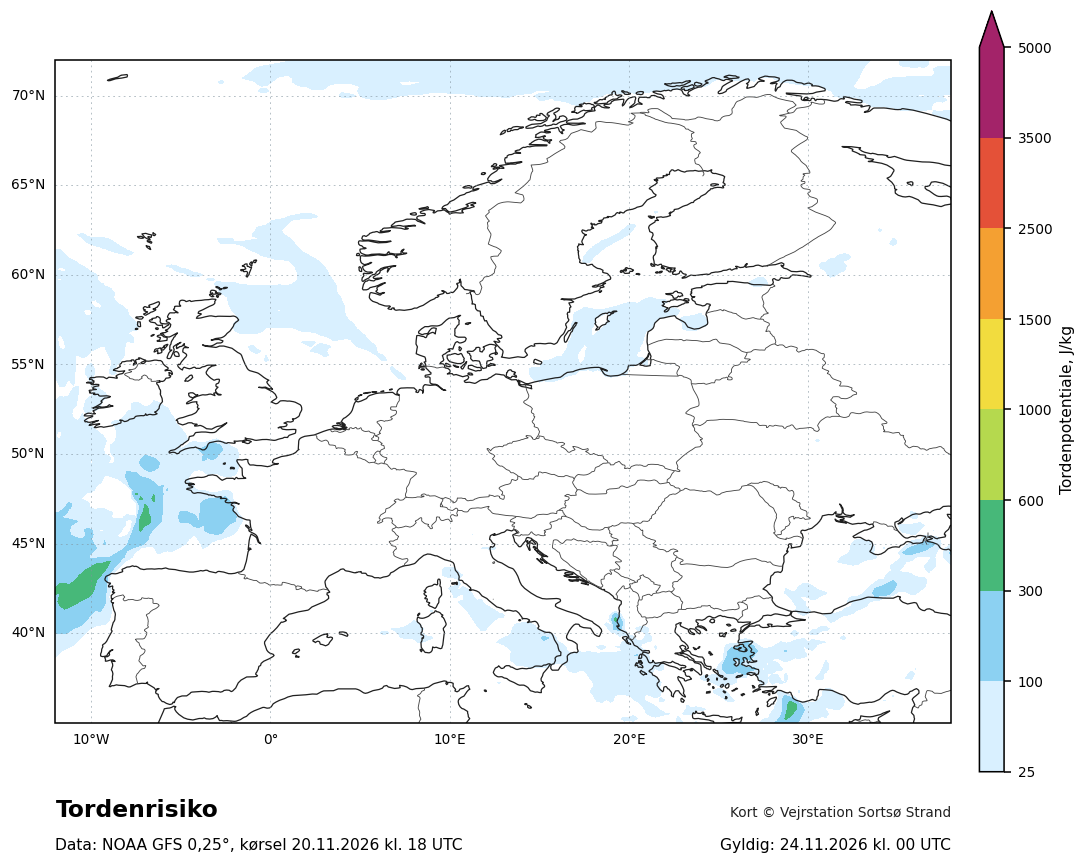 70°N
65°N
60°N
55°N
50°N
45°N
40°N
10°W
0°
10°E
20°E
30°E
5000
3500
2500
1500
1000
600
300
100
25
Tordenpotentiale, J/kg
Tordenrisiko
Kort © Vejrstation Sortsø Strand
Data: NOAA GFS 0,25°, kørsel 20.11.2026 kl. 18 UTC
Gyldig: 24.11.2026 kl. 00 UTC